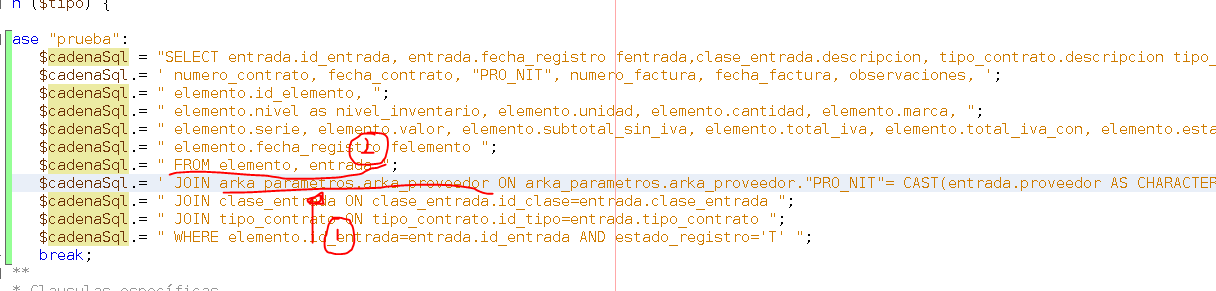 n ($tipo) {
ase "prueba":
$cadenaSql = "SELECT entrada.id_entrada, entrada.fecha_registro fentrada,clase_entrada.descripcion, tipo_contrato.descripcion tipo_
$cadenaSql.= ' numero_contrato, fecha_contrato, "PRO_NIT", numero_factura, fecha_factura, observaciones, ';
$cadenaSql.= " elemento.id_elemento, ";
$cadenaSql.= " elemento.nivel as nivel_inventario, elemento.unidad, elemento.cantidad, elemento.marca, ";
$cadenaSql.= " elemento.serie, elemento.valor, elemento.subtotal_sin_iva, elemento.total_iva, elemento.total_iva_con, elemento.esta
$cadenaSql.= " elemento.fecha_registro felemento ";
2
$cadenaSql.= " FROM elemento, entrada ";
$cadenaSql.= ' JOIN arka_parametros.arka_proveedor ON arka_parametros.arka_proveedor."PRO_NIT"= CAST(entrada.proveedor AS CHARACTER
$cadenaSql.= " JOIN clase_entrada ON clase_entrada.id_clase=entrada.clase_entrada ";
$cadenaSql.= " JOIN tipo_contrato ON tipo_contrato.id_tipo=entrada.tipo_contrato ";
$cadenaSql.= " WHERE elemento.id_entrada=entrada.id_entrada AND estado_registro='T' ";
1
break;
**
* Clausulas específicas